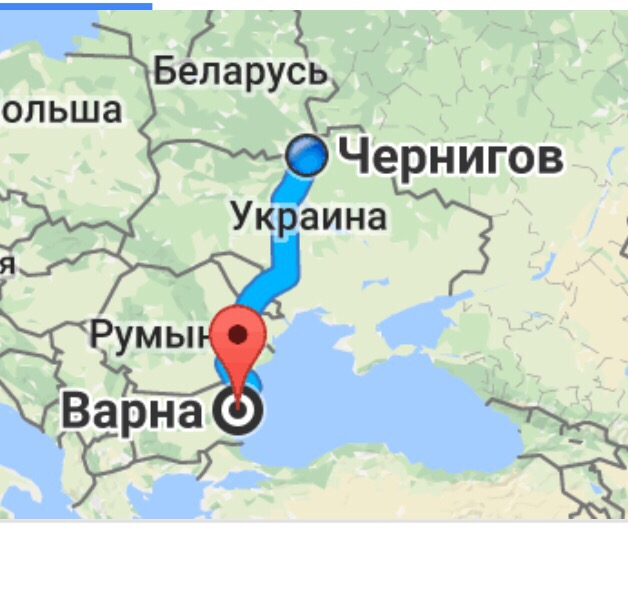 Беларусь
ольша
Чернигов
Украина
я
Румын
Варна